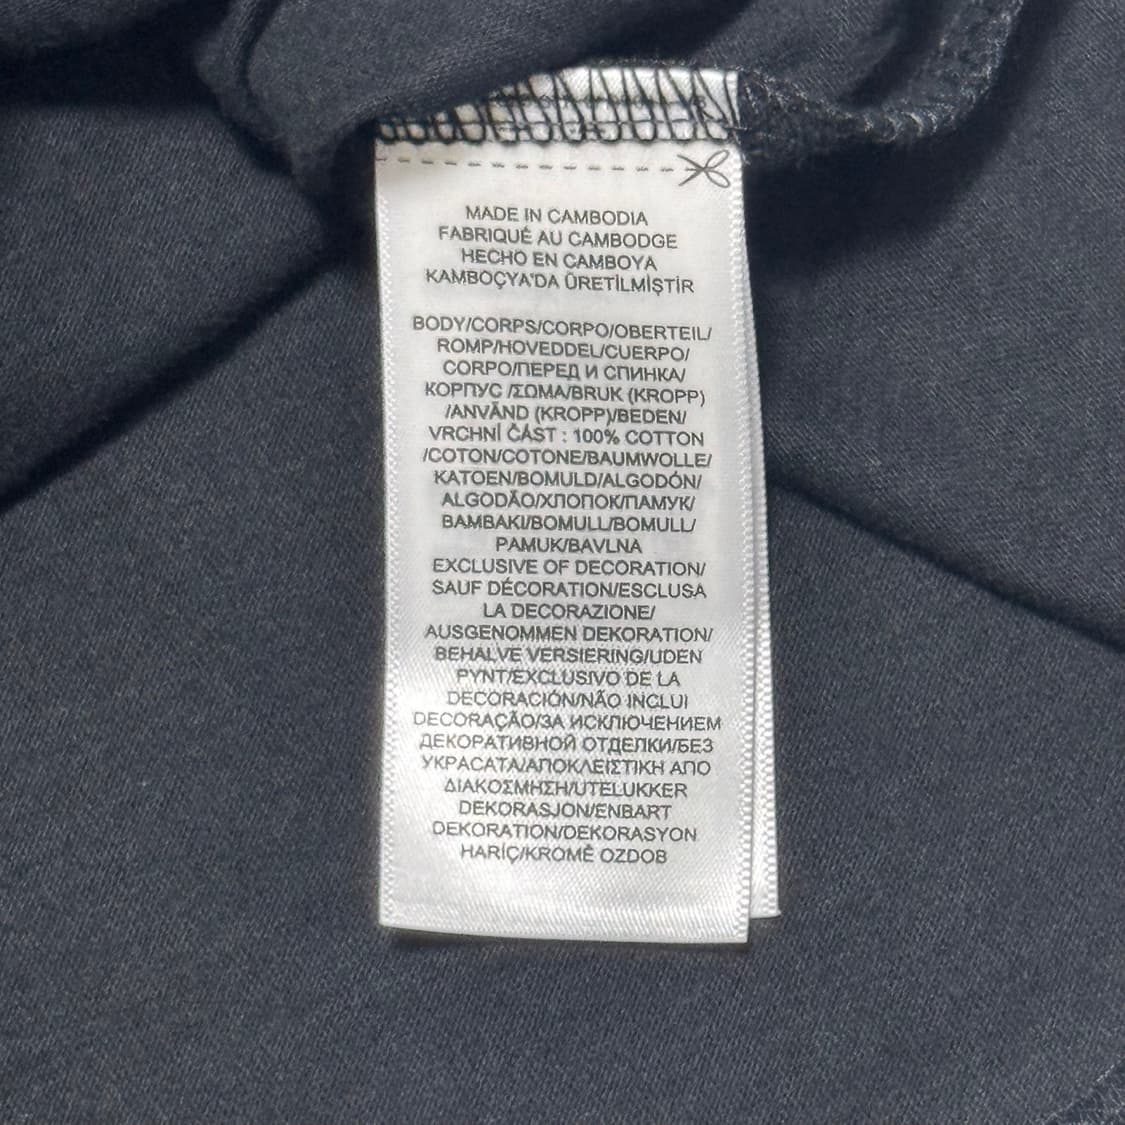 MADE IN CAMBODIA
FABRIQUÉ AU CAMBODGE
HECHO EN CAMBOYA
KAMBOÇYA'DA ÜRETİLMİŞTİR
BODY/CORPS/CORPO/OBERTEIL/
ROMP/HOVEDDEL/CUERPO/
CORPO/ПЕРЕД И СПИНКА/
КОРПУС /ΣΩΜΑ/BRUK (KROPP)
/ANVÄND (KROPP)/BEDEN/
VRCHNÍ ČÁST : 100% COTTON
/COTON/COTONE/BAUMWOLLE/
KATOEN/BOMULD/ALGODÓN/
ALGODÃO/ХЛОПОК/ПАМУК/
BAMBAKI/BOMULL/BOMULL/
PAMUK/BAVLNA
EXCLUSIVE OF DECORATION/
SAUF DÉCORATION/ESCLUSA
LA DECORAZIONE/
AUSGENOMMEN DEKORATION/
BEHALVE VERSIERING/UDEN
PYNT/EXCLUSIVO DE LA
DECORACIÓN/NÃO INCLUI
DECORAÇÃO/ЗА ИСКЛЮЧЕНИЕМ
ДЕКОРАТИВНОЙ ОТДЕЛКИ/БЕЗ
УКРАСАТА/ΑΠΟΚΛΕΙΣΤΙΚΗ ΑΠΟ
ΔΙΑΚΟΣΜΗΣΗ/UTELUKKER
DEKORASJON/ENBART
DEKORATION/DEKORASYON
HARİÇ/KROMĚ OZDOB